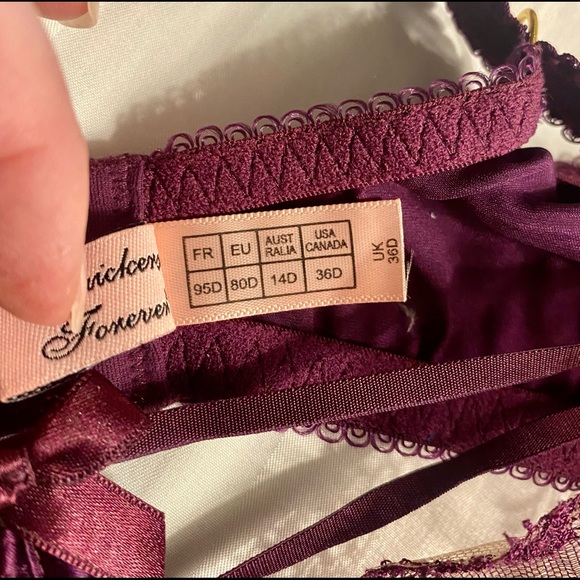 Forever
FR EU AUST RALIA USA CANADA
95D 80D 14D 36D
UK 36D